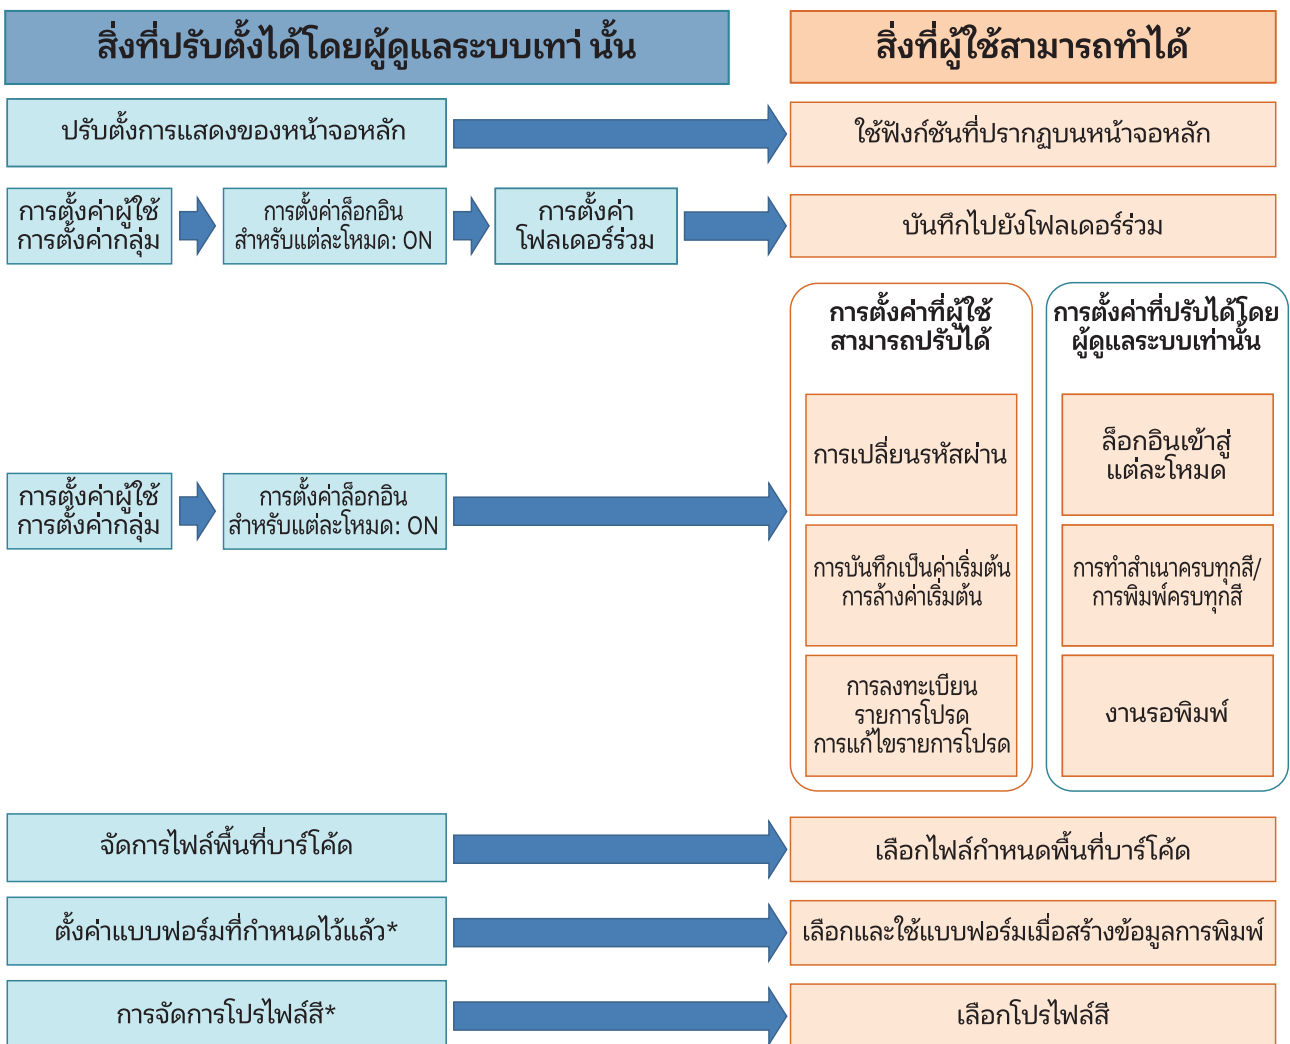 สิ่งที่ปรับตั้งได้โดยผู้ดูแลระบบเทา่ นั้น
สิ่งที่ผู้ใช้สามารถทำได้
ปรับตั้งการแสดงของหน้าจอหลัก
ใช้ฟังก์ชันที่ปรากฏบนหน้าจอหลัก
การตั้งค่าผู้ใช้
การตั้งค่ากลุ่ม
การตั้งค่าล็อกอิน
สำหรับแต่ละโหมด: ON
การตั้งค่า
โฟลเดอร์ร่วม
บันทึกไปยังโฟลเดอร์ร่วม
การตั้งค่าผู้ใช้
การตั้งค่ากลุ่ม
การตั้งค่าล็อกอิน
สำหรับแต่ละโหมด: ON
การตั้งค่าที่ผู้ใช้
สามารถปรับได้
การเปลี่ยนรหัสผ่าน
การบันทึกเป็นค่าเริ่มต้น
การล้างค่าเริ่มต้น
การลงทะเบียน
รายการโปรด
การแก้ไขรายการโปรด
การตั้งค่าที่ปรับได้โดย
ผู้ดูแลระบบเท่านั้น
ล็อกอินเข้าสู่
แต่ละโหมด
การทำสำเนาครบทุกสี/
การพิมพ์ครบทุกสี
งานรอพิมพ์
จัดการไฟล์พื้นที่บาร์โค้ด
เลือกไฟล์กำหนดพื้นที่บาร์โค้ด
ตั้งค่าแบบฟอร์มที่กำหนดไว้แล้ว*
เลือกและใช้แบบฟอร์มเมื่อสร้างข้อมูลการพิมพ์
การจัดการโปรไฟล์สี*
เลือกโปรไฟล์สี